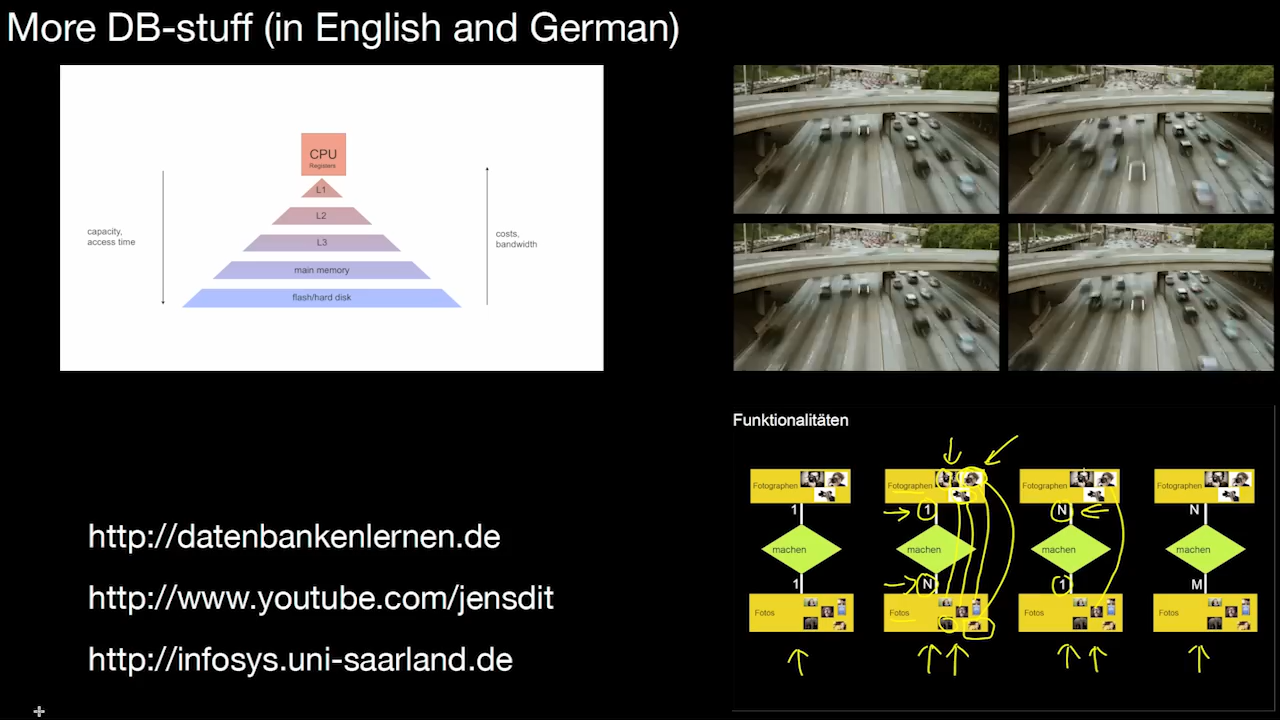 More DB-stuff (in English and German)
CPU
Registers
L1
L2
L3
main memory
flash/hard disk
capacity,
access time
costs,
bandwidth
Funktionalitäten
Fotographen
Fotographen
Fotographen
Fotographen
1
1
N
N
machen
machen
machen
machen
1
N
1
M
Fotos
Fotos
Fotos
Fotos
http://datenbankenlernen.de
http://www.youtube.com/jensdit
http://infosys.uni-saarland.de